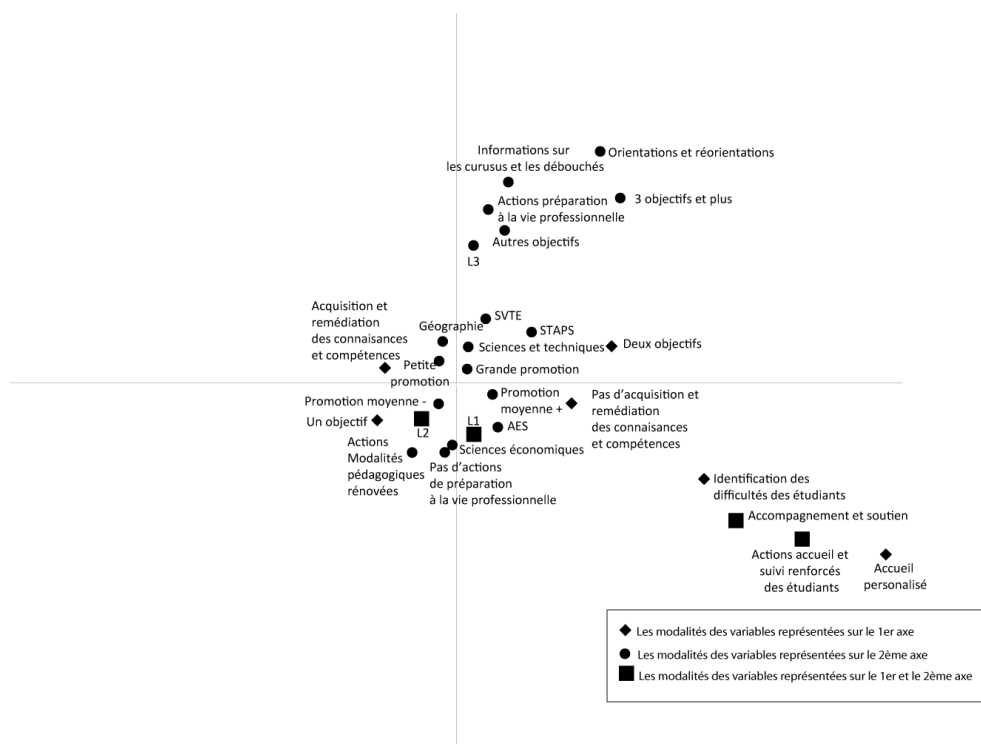 Informations sur
les curusus et les débouchés
Orientations et réorientations
3 objectifs et plus
Actions préparation
à la vie professionnelle
Autres objectifs
L3
Acquisition et
remédiation
des connaisances
et compétences
Géographie
SVTE
STAPS
Sciences et techniques
Deux objectifs
Petite
promotion
Grande promotion
Promotion moyenne -
Un objectif
L2
L1
Promotion
moyenne +
AES
Pas d'acquisition et
remédiation
des connaissances
et compétences
Actions
Modalités
pédagogiques
rénovées
Sciences économiques
Pas d'actions
de préparation
à la vie professionnelle
Identification des
difficultés des étudiants
Accompagnement et soutien
Actions accueil et
suivi renforcés
des étudiants
Accueil
personalisé
Les modalités des variables représentées sur le 1er axe
Les modalités des variables représentées sur le 2ème axe
Les modalités des variables représentées sur le 1er et le 2ème axe